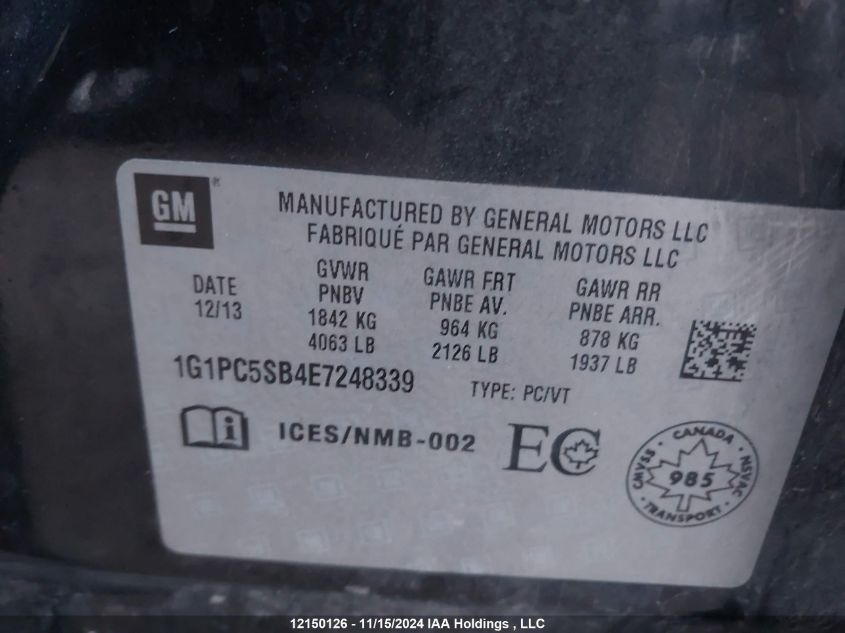 GM
MANUFACTURED BY GENERAL MOTORS LLC
FABRIQUÉ PAR GENERAL MOTORS LLC
DATE
12/13
GVWR
PNBV
1842 KG
4063 LB
GAWR FRT
PNBE AV.
964 KG
2126 LB
GAWR RR
PNBE ARR.
878 KG
1937 LB
1G1PC5SB4E7248339
TYPE: PC/VT
i
ICES/NMB-002
EC
CANADA
CMVSS
985
NSVAC
TRANSPORT
12150126 - 11/15/2024 IAA Holdings , LLC